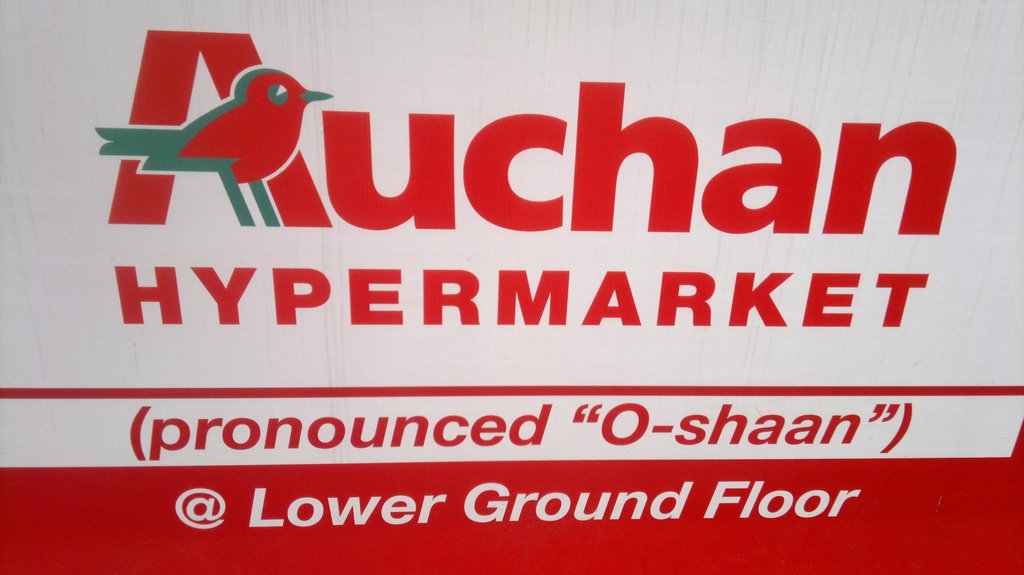 Auchan
HYPERMARKET
(pronounced “O-shaan”)
@ Lower Ground Floor